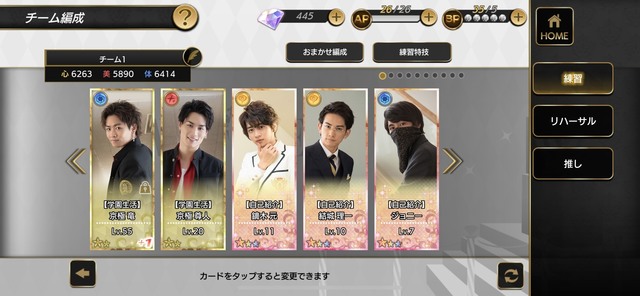 チーム編成
?
445
+
AP
26/26
+
BP
35/5
+
HOME
チーム1
心 6263 美 5890 体 6414
おまかせ編成
練習特技
練習
リハーサル
推し
【学園生活】
京極 竜
Lv.55
+1
【学園生活】
京極 尊人
Lv.20
【自己紹介】
鏑木 元
Lv.11
【自己紹介】
結城 理一
Lv.10
【自己紹介】
ジョニー
Lv.7
カードをタップすると変更できます